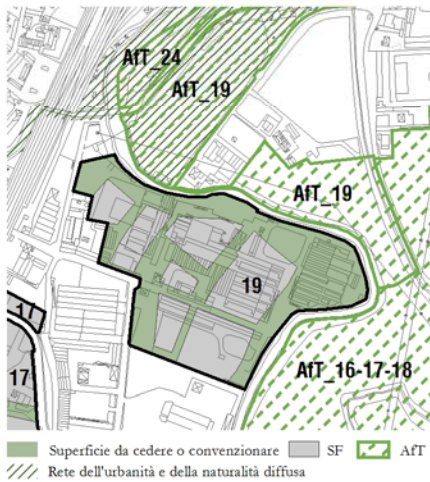 AfT_24
AfT_19
AfT_19
19
17
17
AfT_16-17-18
Superficie da cedere o convenzionare SF AfT
Rete dell'urbanità e della naturalità diffusa